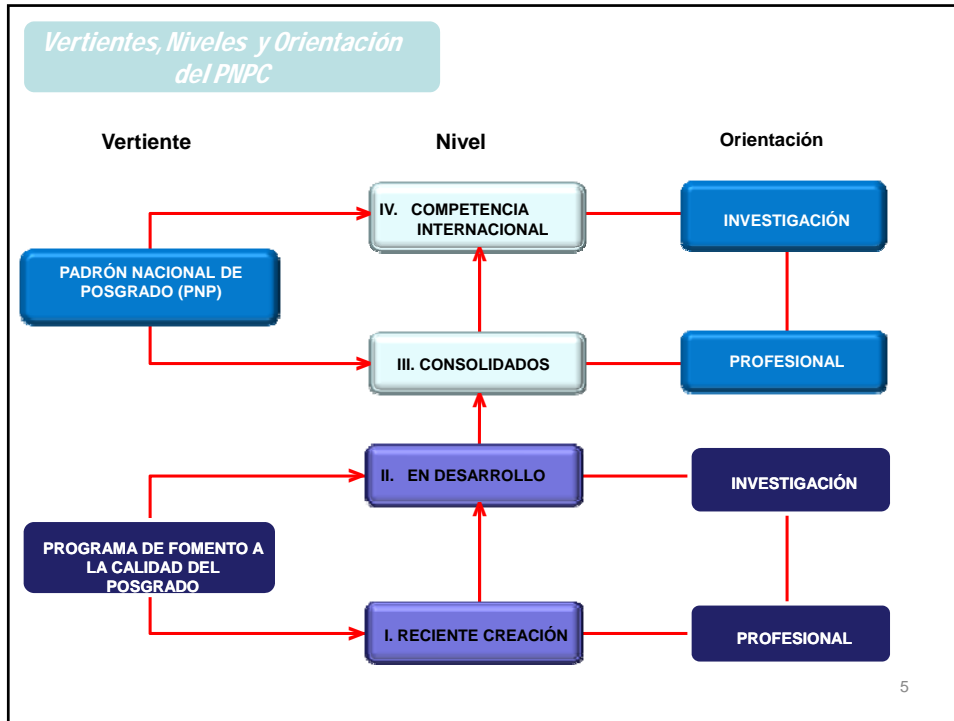 Vertientes, Niveles y Orientación
del PNPC
Vertiente
Nivel
Orientación
IV. COMPETENCIA
INTERNACIONAL
INVESTIGACIÓN
PADRÓN NACIONAL DE
POSGRADO (PNP)
III. CONSOLIDADOS
PROFESIONAL
II. EN DESARROLLO
INVESTIGACIÓN
PROGRAMA DE FOMENTO A
LA CALIDAD DEL
POSGRADO
I. RECIENTE CREACIÓN
PROFESIONAL
5